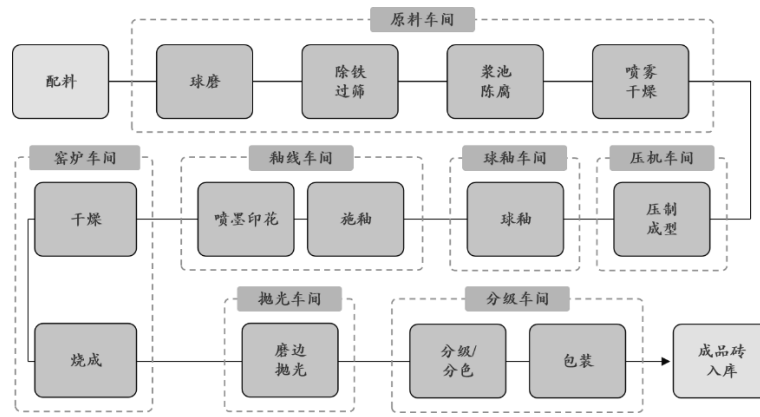 原料车间
配料
球磨
除铁
过筛
浆池
陈腐
喷雾
干燥
窑炉车间
釉线车间
球釉车间
压机车间
干燥
喷墨印花
施釉
球釉
压制
成型
抛光车间
分级车间
烧成
磨边
抛光
分级/
分色
包装
成品砖
入库